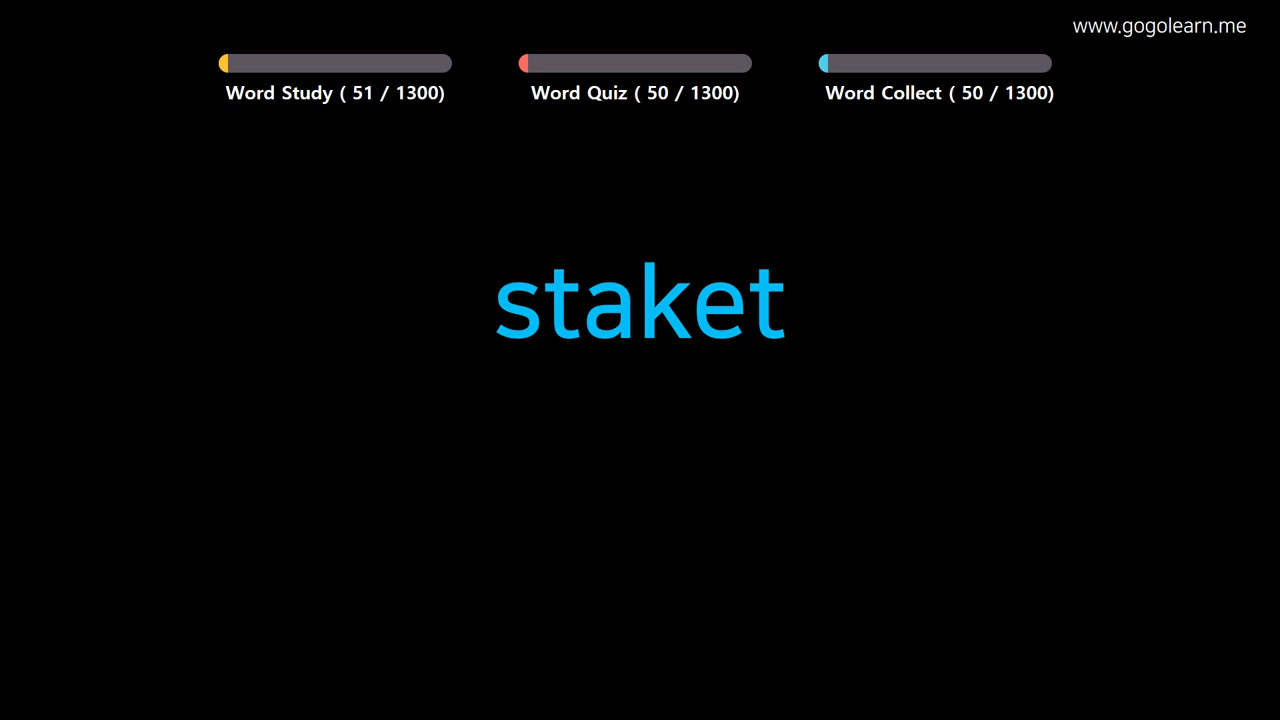 www.gogolearn.me
Word Study ( 51 / 1300)
Word Quiz ( 50 / 1300)
Word Collect ( 50 / 1300)
staket